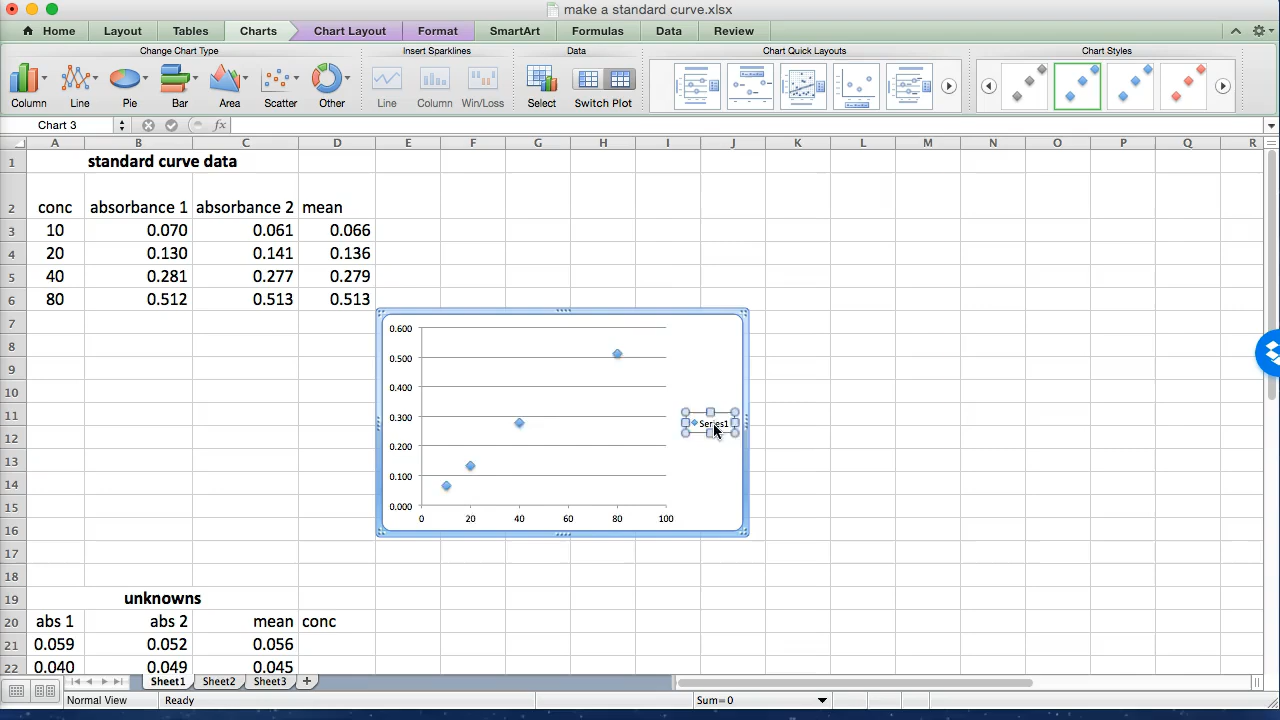 make a standard curve.xlsx
Home Layout Tables Charts Chart Layout Format SmartArt Formulas Data Review
Change Chart Type Insert Sparklines Data Chart Quick Layouts Chart Styles
Column Line Pie Bar Area Scatter Other Line Column Win/Loss Select Switch Plot
Chart 3 fx
A B C D E F G H I J K L M N O P Q R
1 standard curve data
2 conc absorbance 1 absorbance 2 mean
3 10 0.070 0.061 0.066
4 20 0.130 0.141 0.136
5 40 0.281 0.277 0.279
6 80 0.512 0.513 0.513
7
8
9
10
11
12
13
14
15
16
17
18
0.600
0.500
0.400
0.300
0.200
0.100
0.000
0 20 40 60 80 100
Series1
19 unknowns
20 abs 1 abs 2 mean conc
21 0.059 0.052 0.056
22 0.040 0.049 0.045
Sheet1 Sheet2 Sheet3
Normal View Ready Sum=0